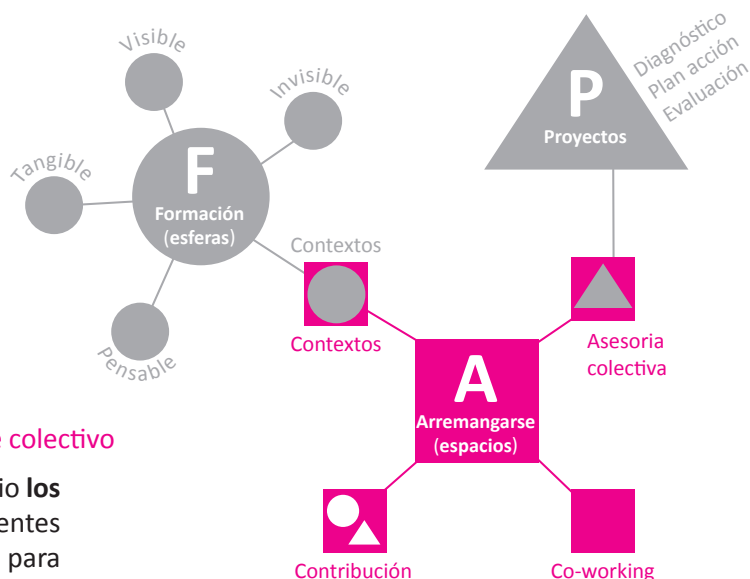 Visible
Invisible
Tangible
Pensable
F
Formación
(esferas)
Contextos
Contextos
P
Proyectos
Diagnóstico
Plan acción
Evaluación
Asesoria
colectiva
A
Arremangarse
(espacios)
Contribución
Co-working
colectivo
io los
entes
para